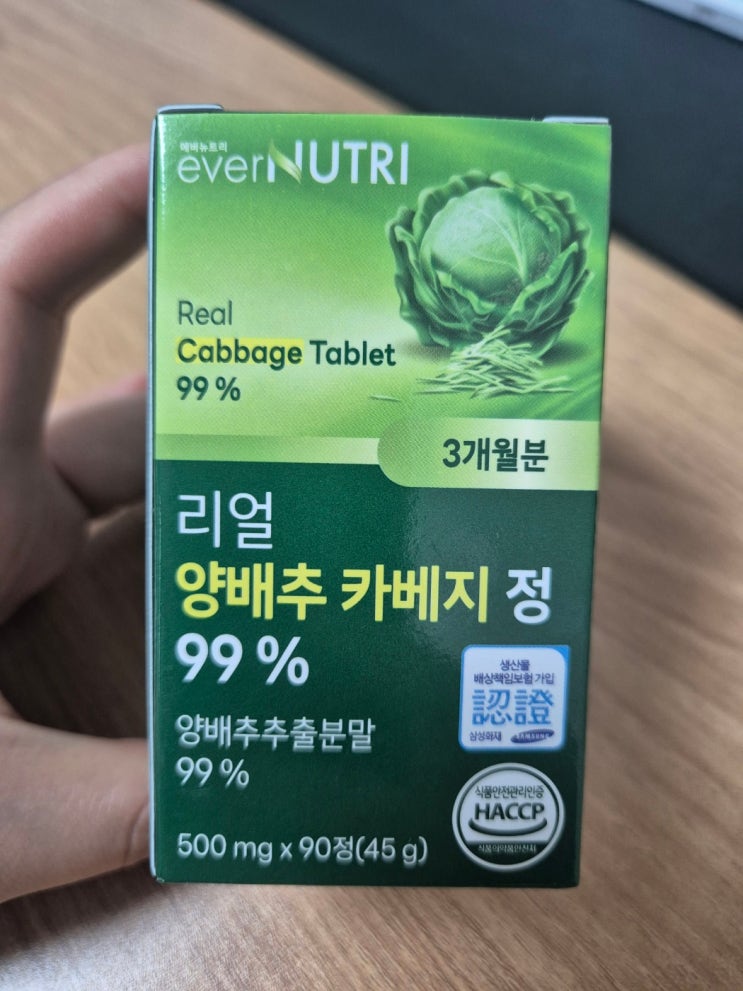 에버뉴트리
everNUTRI
Real
Cabbage Tablet
99 %
3개월분
리얼
양배추 카베지 정
99 %
양배추추출분말
99 %
500 mg x 90정(45 g)
생산물
배상책임보험 가입
認證
삼성화재 SAMSUNG
식품안전관리인증
HACCP
식품의약품안전처